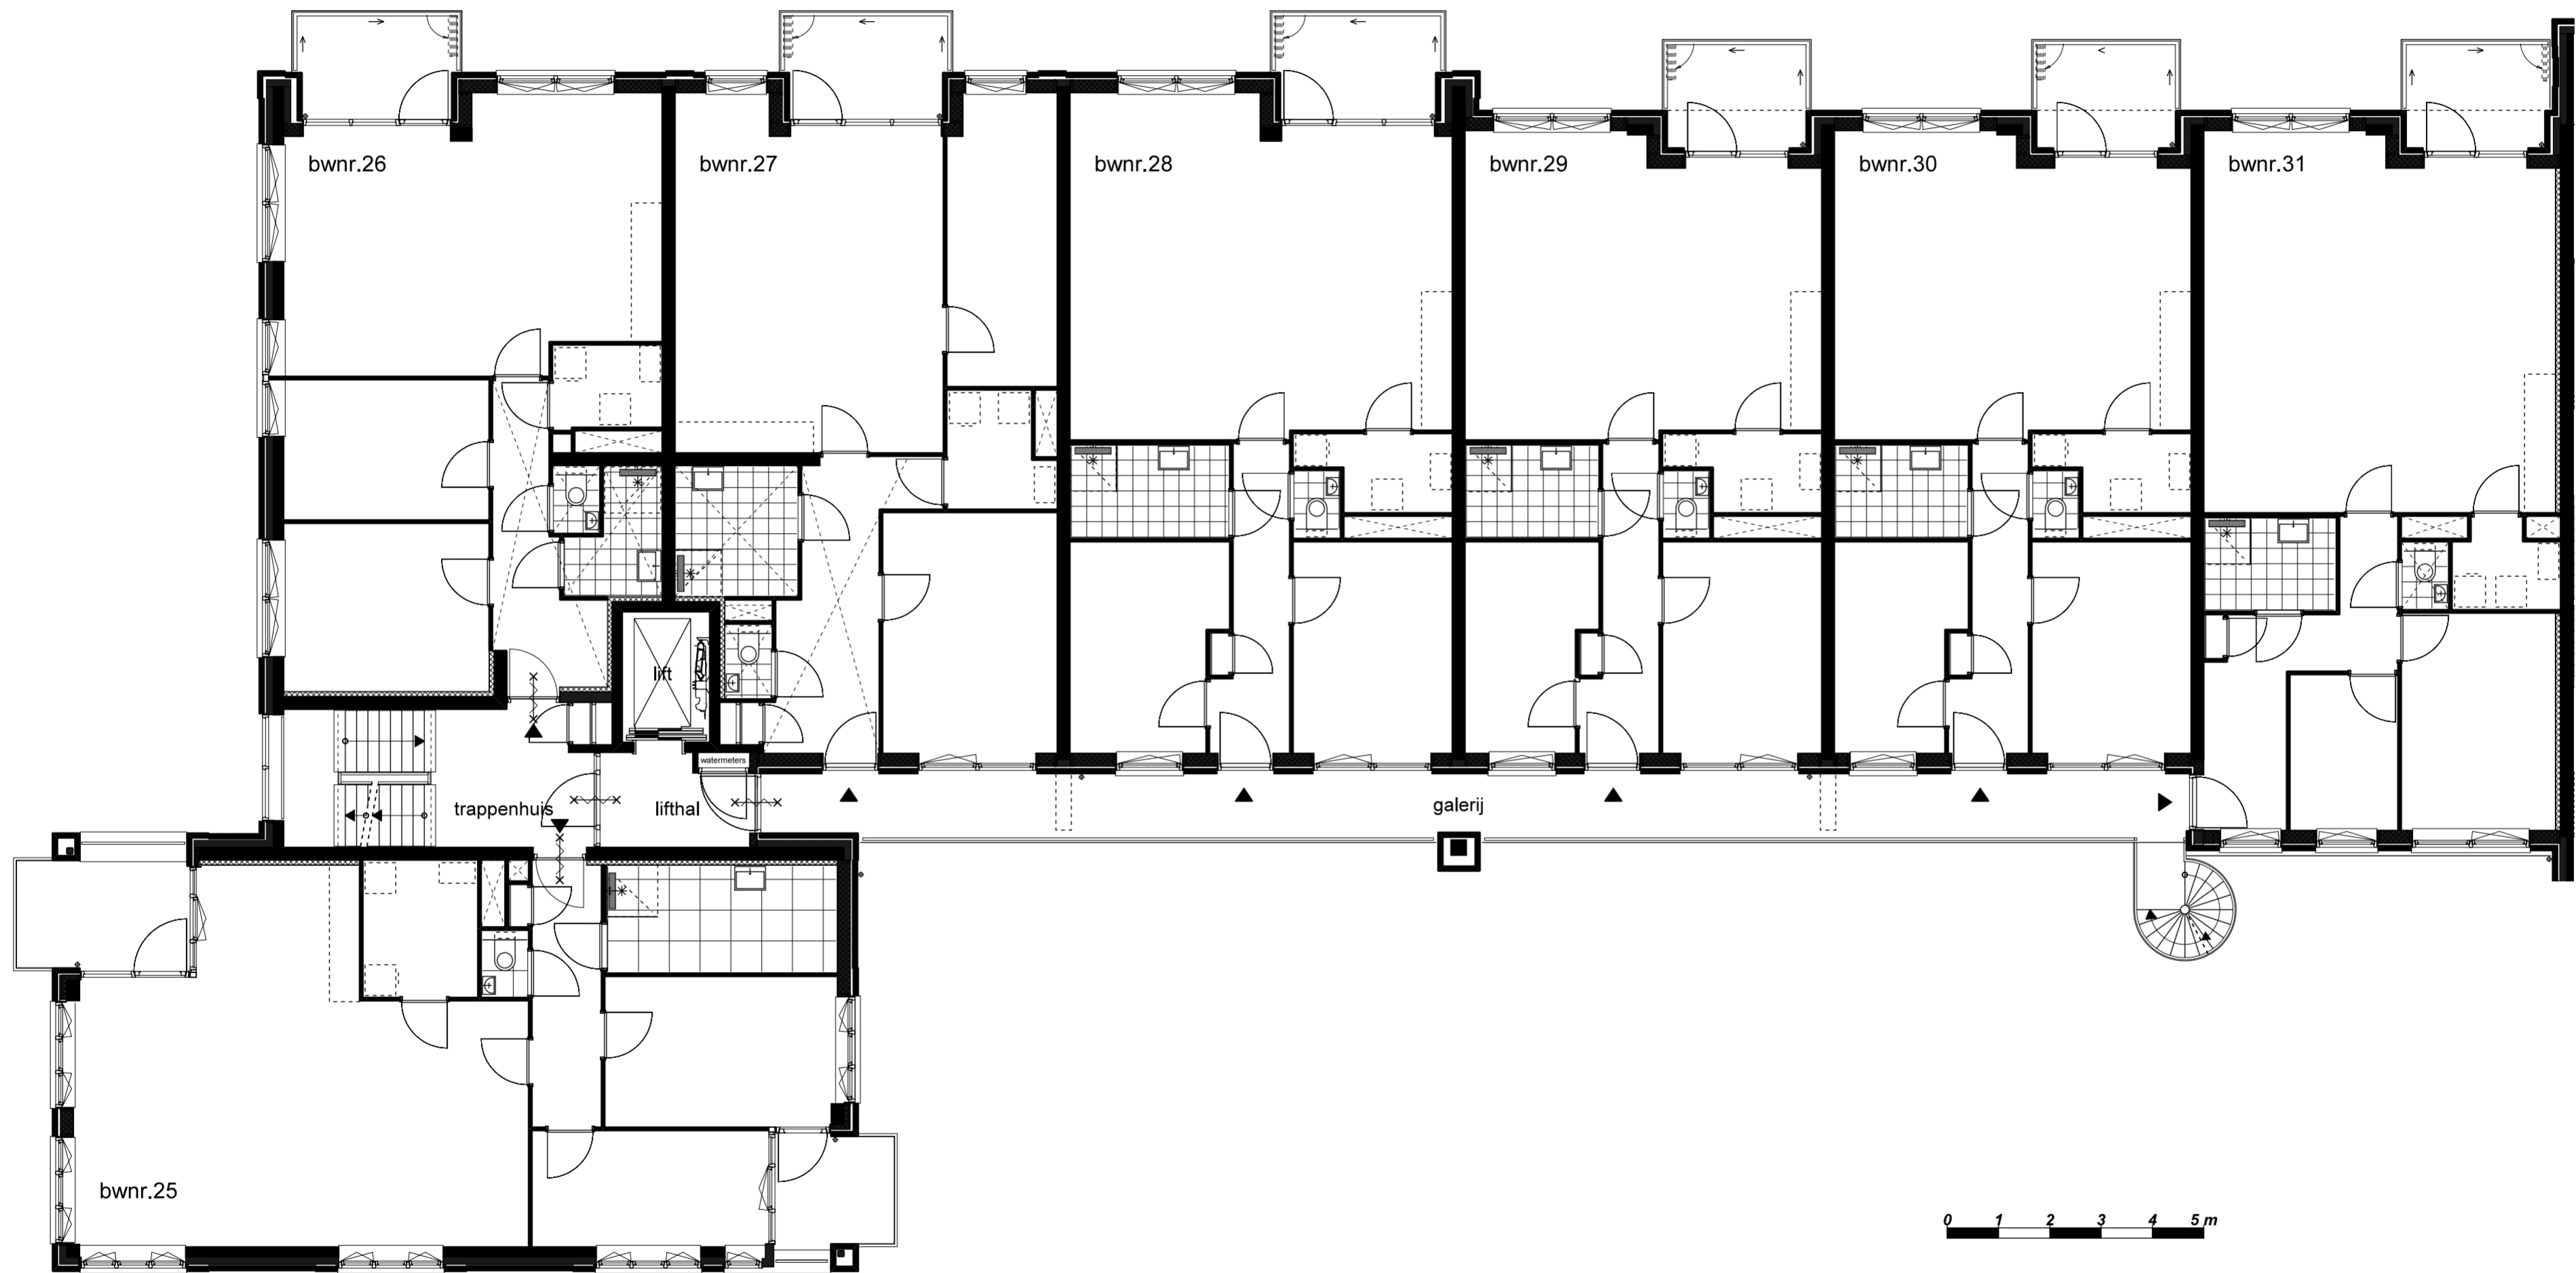 bwnr.26
bwnr.27
bwnr.28
bwnr.29
bwnr.30
bwnr.31
lift
watermeters
trappenhuis
lifthal
galerij
bwnr.25
0 1 2 3 4 5 m